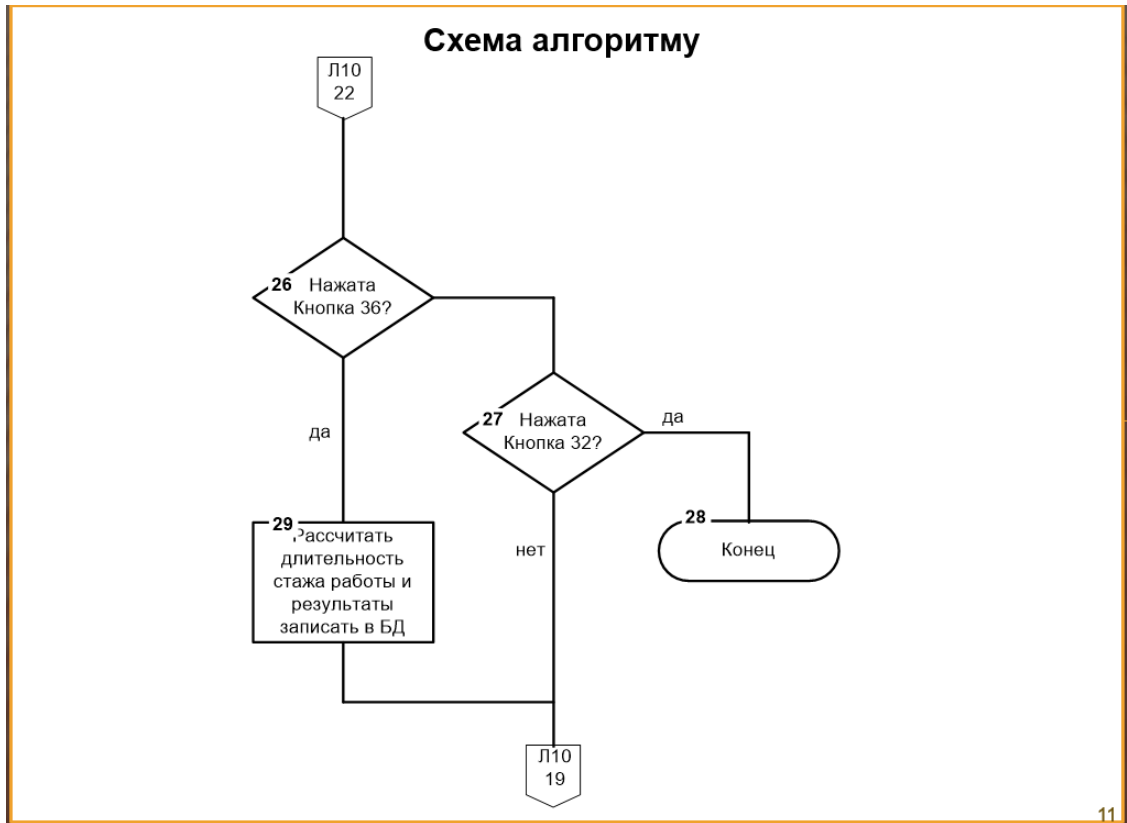 Схема алгоритму
Л10
22
26 Нажата
Кнопка 36?
27 Нажата
Кнопка 32?
да
да
28
Конец
29
Рассчитать
длительность
стажа работы и
результаты
записать в БД
нет
Л10
19
11